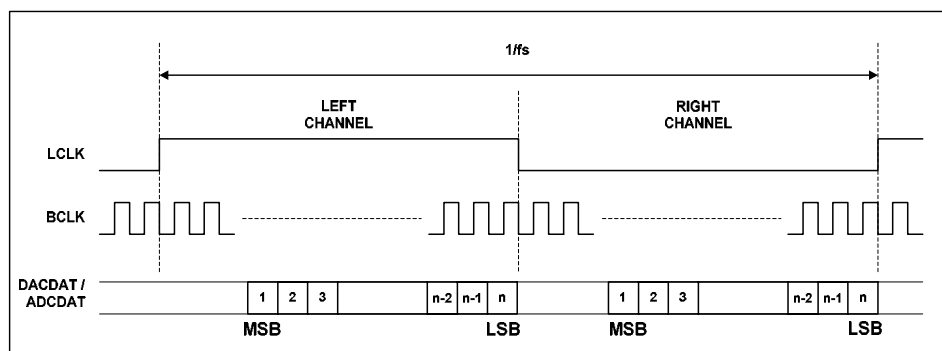 1/fs
LEFT
CHANNEL
RIGHT
CHANNEL
LCLK
BCLK
DACDAT /
ADCDAT
1 2 3 n-2 n-1 n 1 2 3 n-2 n-1 n
MSB LSB MSB LSB